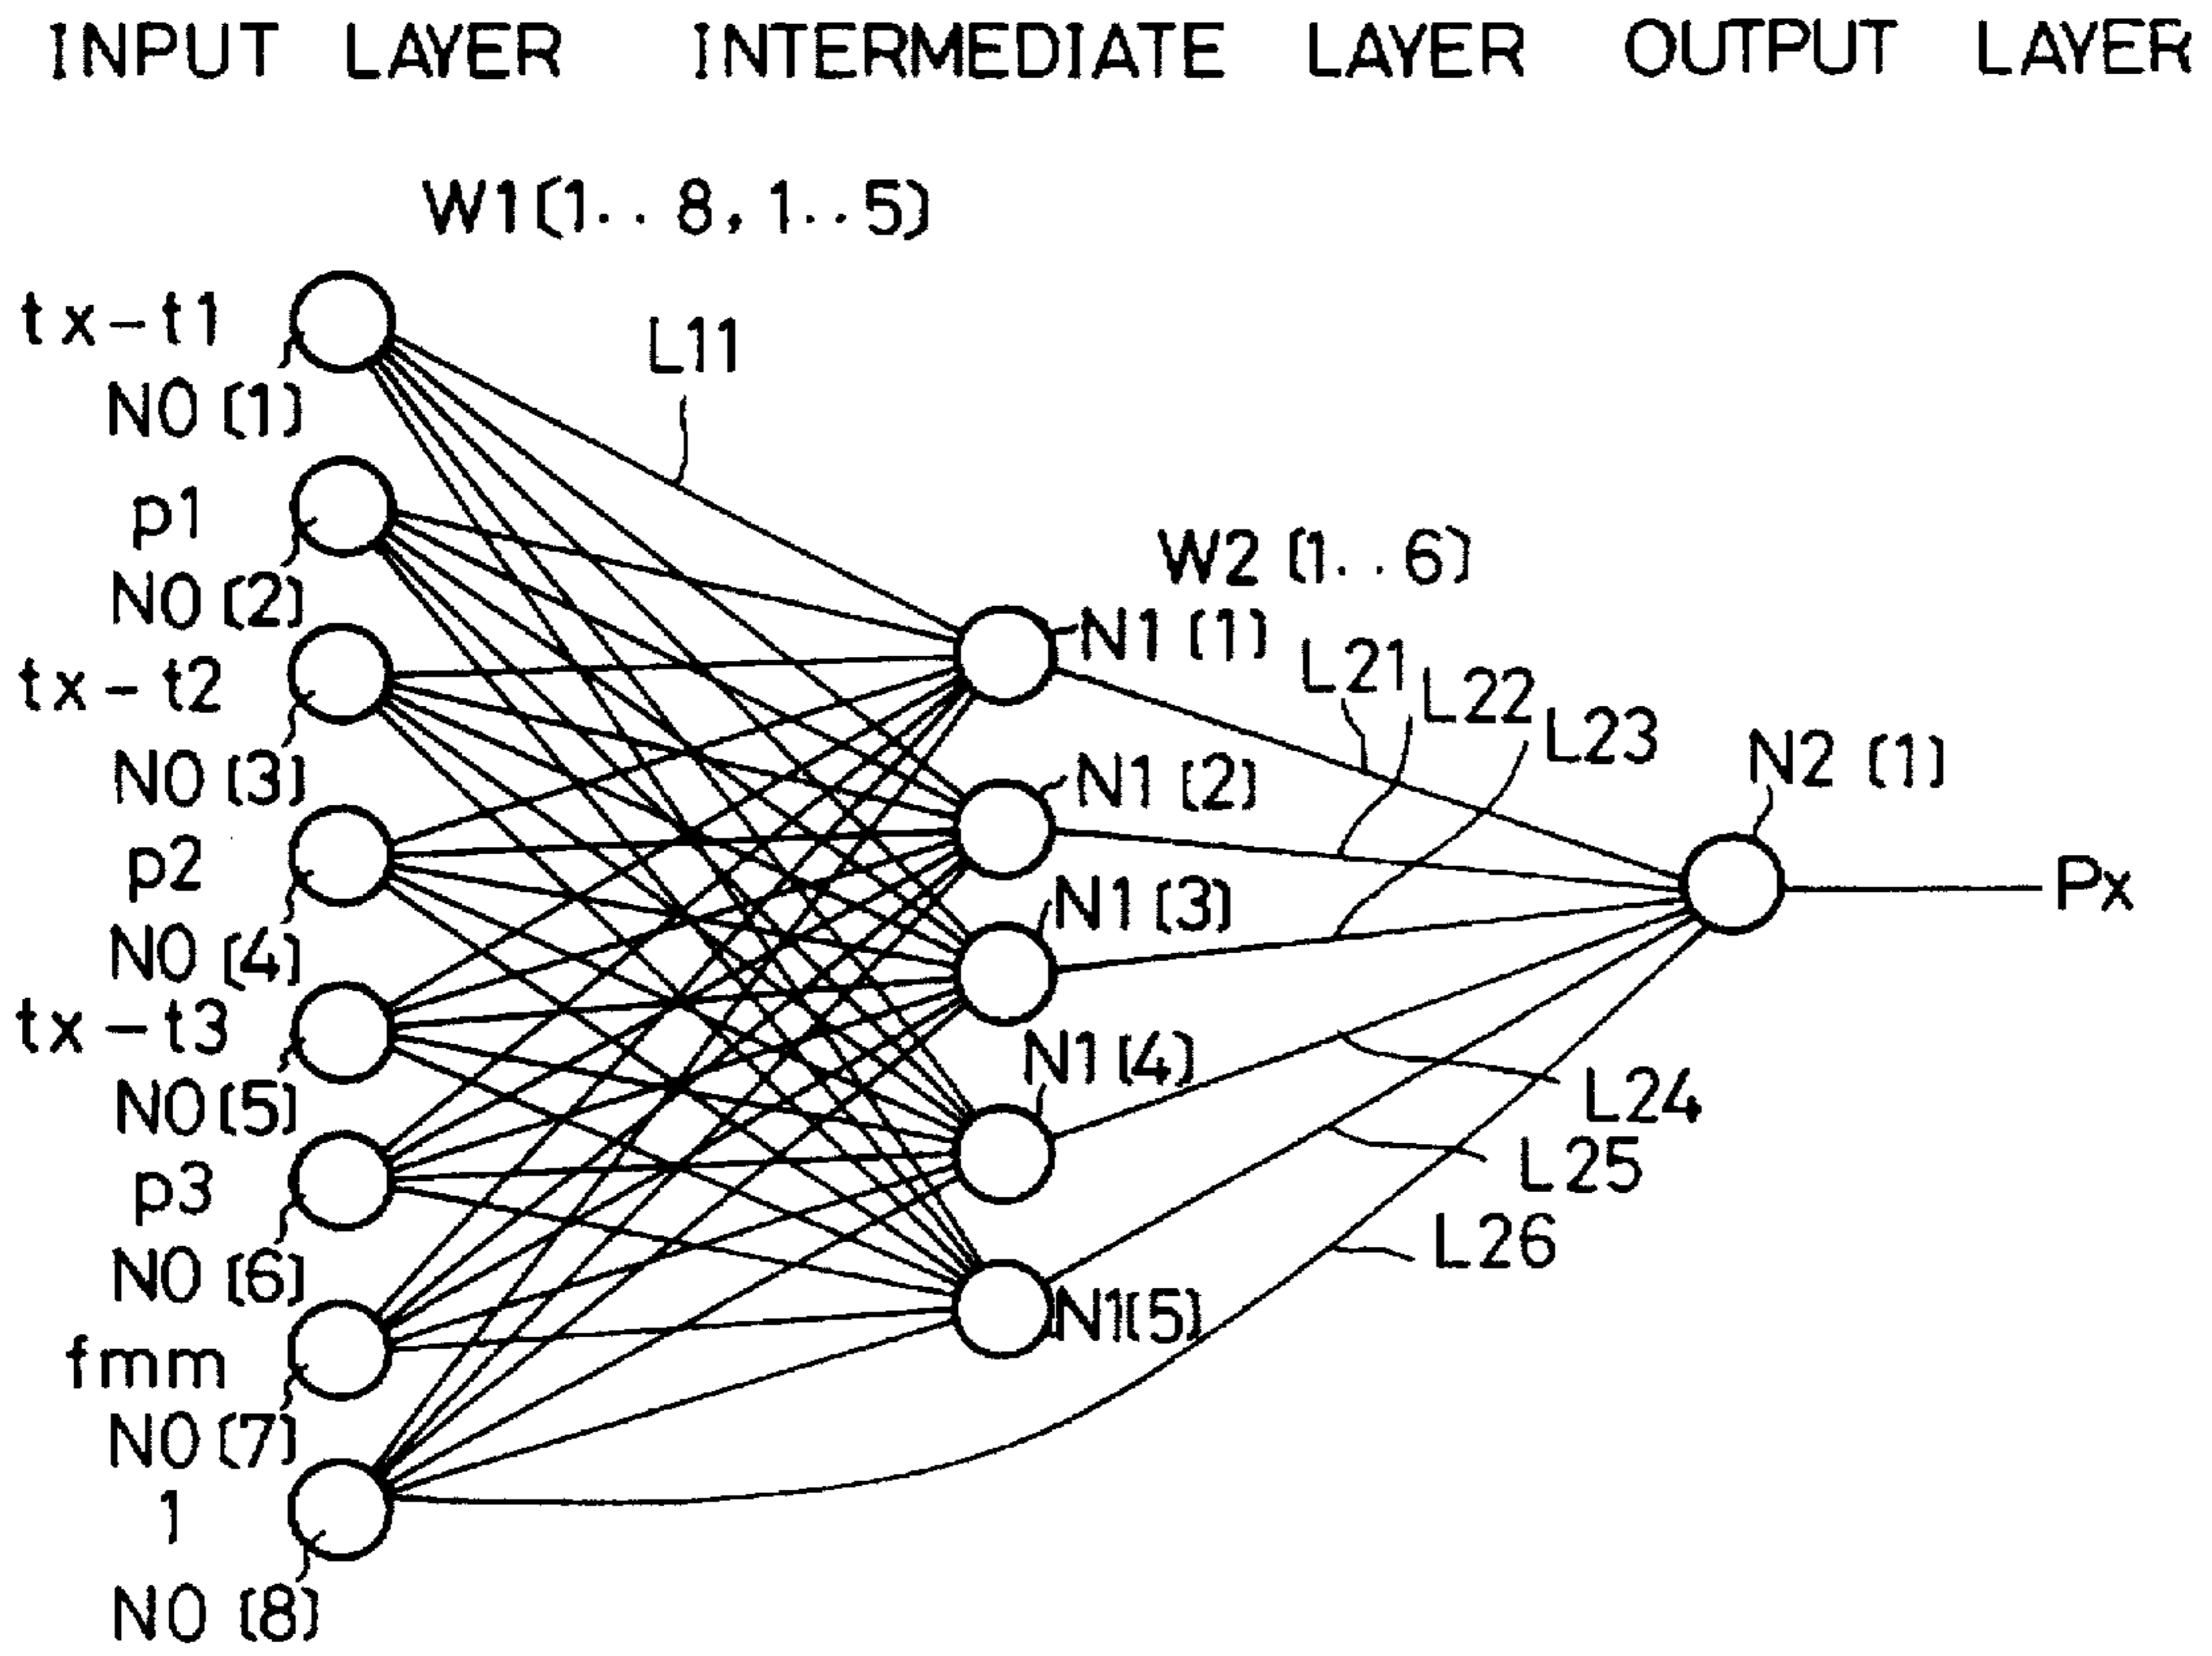 INPUT LAYER INTERMEDIATE LAYER OUTPUT LAYER
W1(1..8,1..5)
tx-t1
N0(1)
L11
p1
N0(2)
tx-t2
N0(3)
p2
N0(4)
tx-t3
N0(5)
p3
N0(6)
fmm
N0(7)
1
N0(8)
W2(1..6)
N1(1)
N1(2)
N1(3)
N1(4)
N1(5)
L21
L22
L23
L24
L25
L26
N2(1)
Px